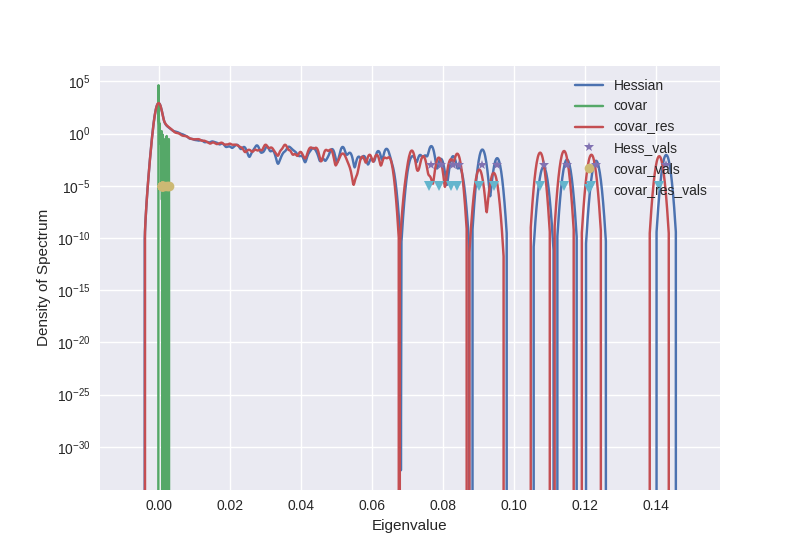 10^5
10^0
10^-5
10^-10
10^-15
10^-20
10^-25
10^-30
Density of Spectrum
0.00 0.02 0.04 0.06 0.08 0.10 0.12 0.14
Eigenvalue
Hessian
covar
covar_res
Hess_vals
covar_vals
covar_res_vals